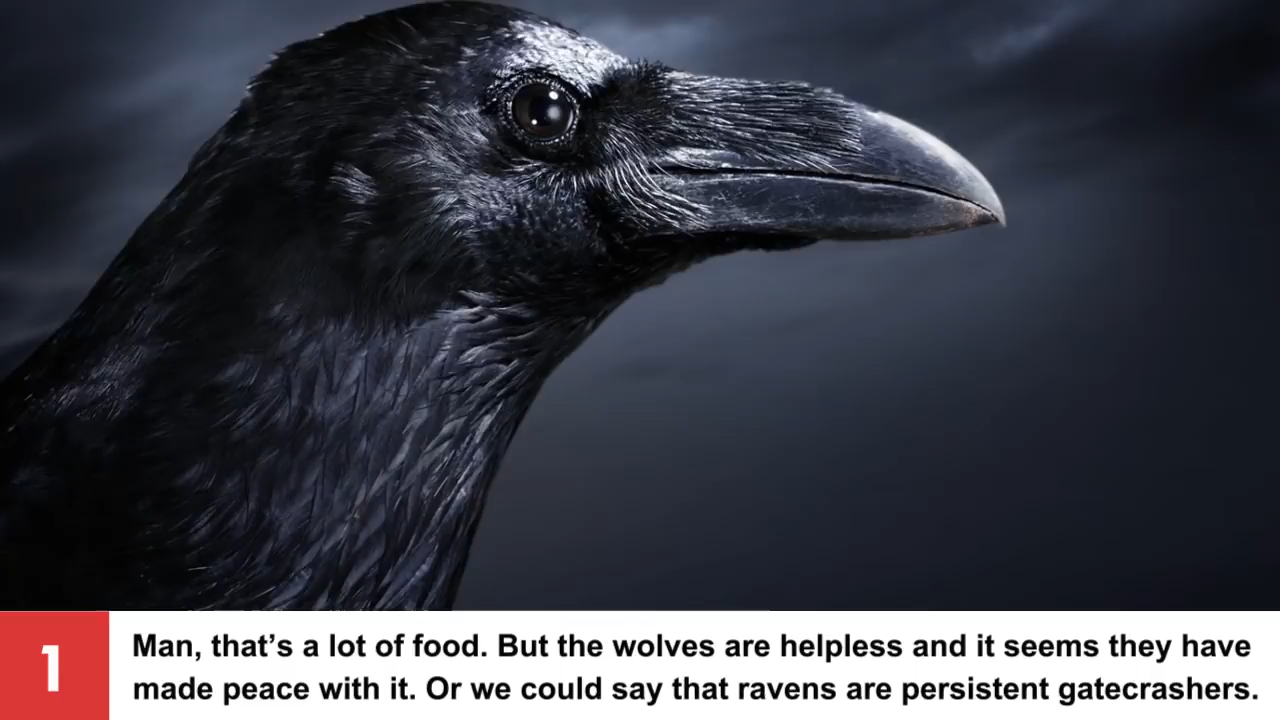 1
Man, that’s a lot of food. But the wolves are helpless and it seems they have
made peace with it. Or we could say that ravens are persistent gatecrashers.